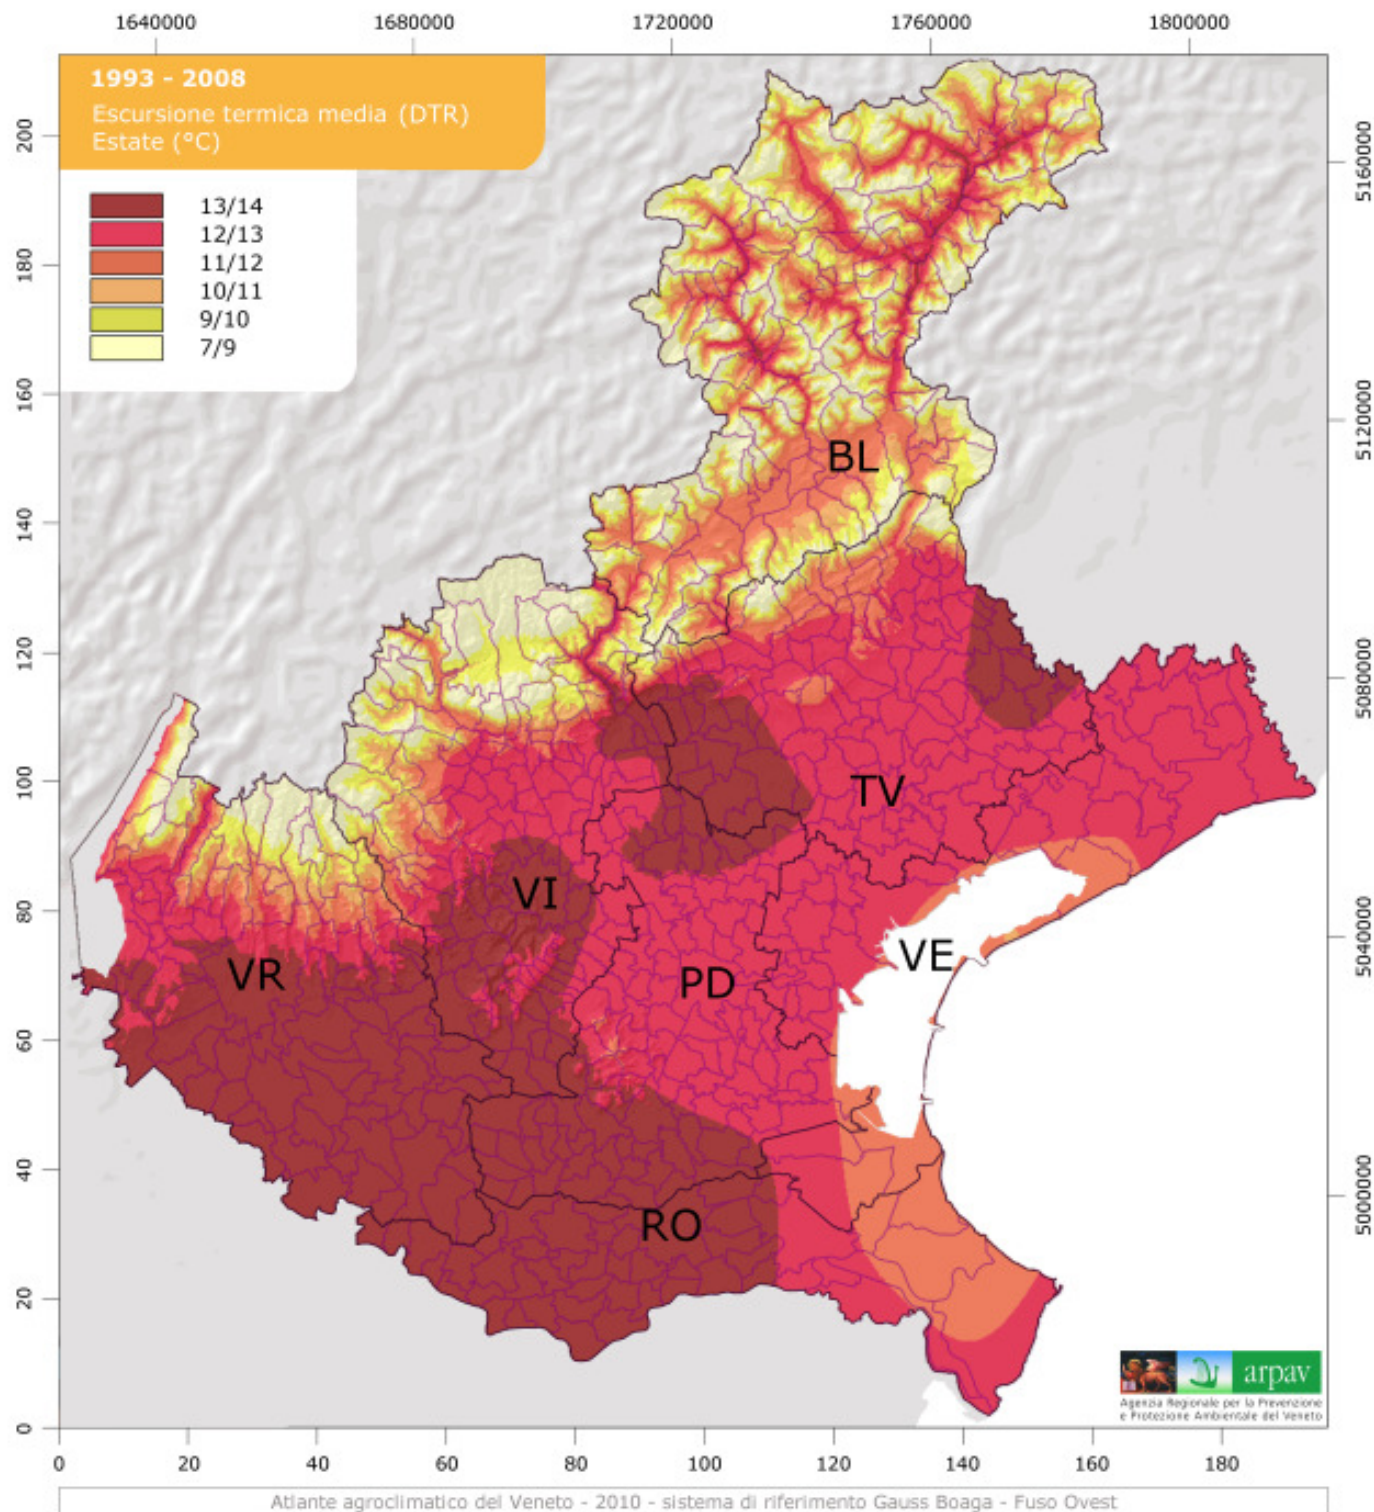 1640000 1680000 1720000 1760000 1800000
1993 - 2008
Escursione termica media (DTR)
Estate (°C)
13/14
12/13
11/12
10/11
9/10
7/9
200
180
160
140
120
100
80
60
40
20
0
5160000
5120000
5080000
5040000
5000000
BL
TV
VI
VE
VR
PD
RO
arpav
Agenzia Regionale per la Prevenzione
e Protezione Ambientale del Veneto
0 20 40 60 80 100 120 140 160 180
Atlante agroclimatico del Veneto - 2010 - sistema di riferimento Gauss Boaga - Fuso Ovest